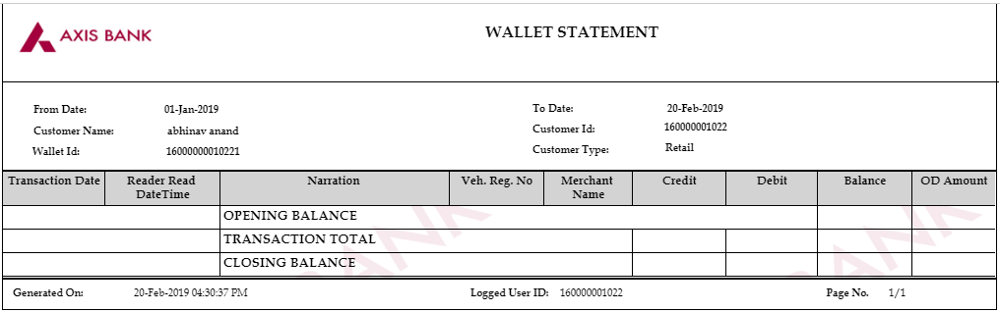 AXIS BANK
WALLET STATEMENT
From Date: 01-Jan-2019 To Date: 20-Feb-2019
Customer Name: abhinav anand Customer Id: 160000001022
Wallet Id: 16000000010221 Customer Type: Retail
Transaction Date Reader Read DateTime Narration Veh. Reg. No Merchant Name Credit Debit Balance OD Amount
OPENING BALANCE
TRANSACTION TOTAL
CLOSING BALANCE
Generated On: 20-Feb-2019 04:30:37 PM Logged User ID: 160000001022 Page No. 1/1